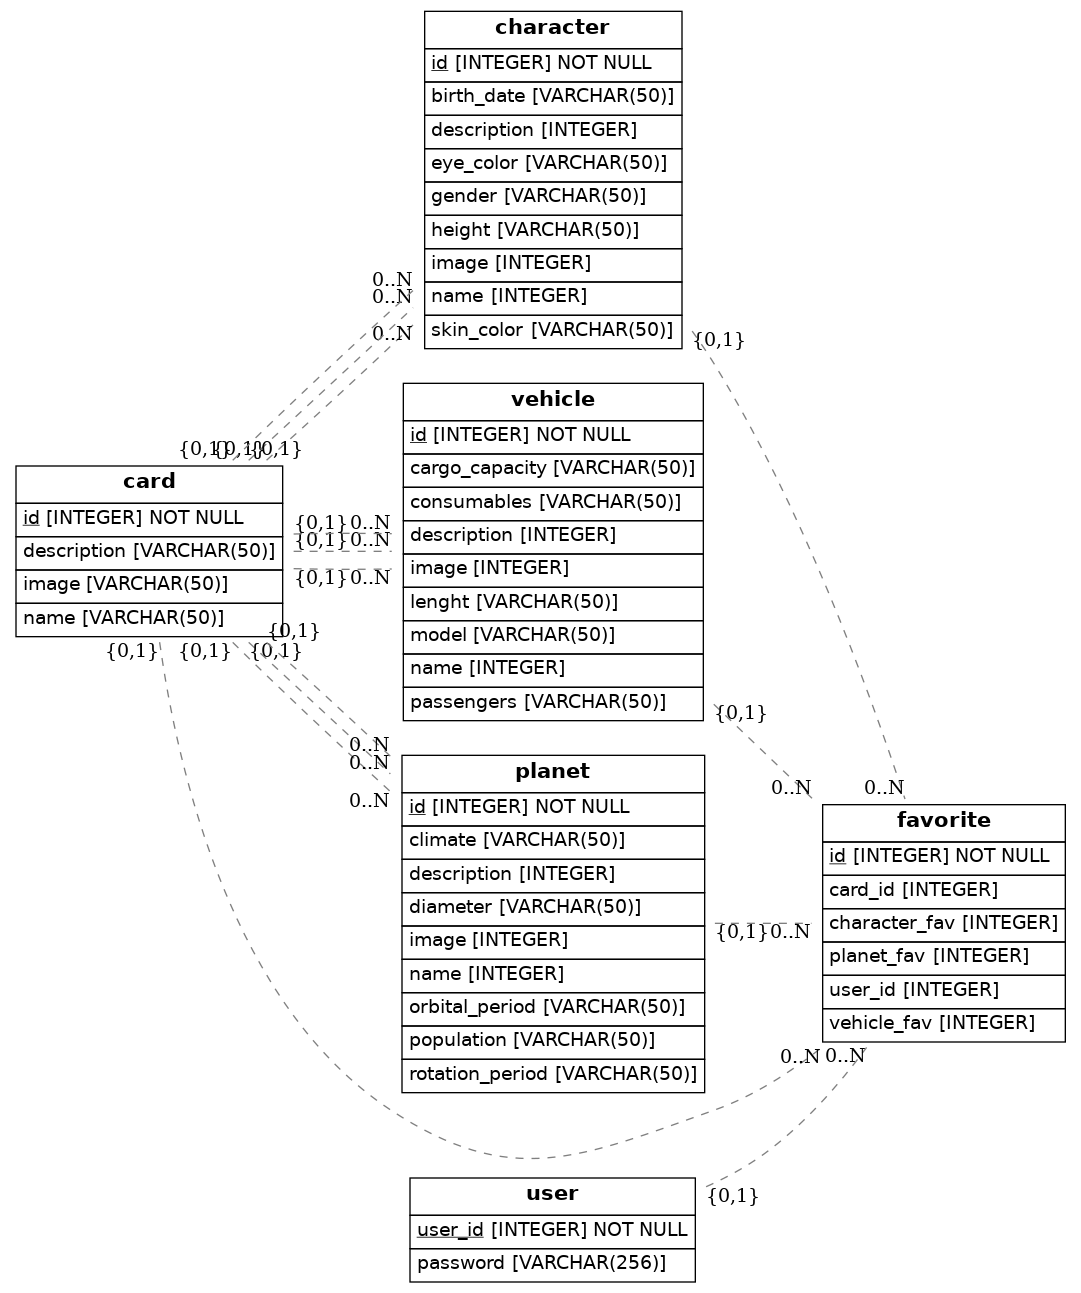 character
id [INTEGER] NOT NULL
birth_date [VARCHAR(50)]
description [INTEGER]
eye_color [VARCHAR(50)]
gender [VARCHAR(50)]
height [VARCHAR(50)]
image [INTEGER]
name [INTEGER]
skin_color [VARCHAR(50)]
0..N
0..N
0..N
{0,1}
{0,1}
{0,1}
{0,1}
vehicle
id [INTEGER] NOT NULL
cargo_capacity [VARCHAR(50)]
consumables [VARCHAR(50)]
description [INTEGER]
image [INTEGER]
lenght [VARCHAR(50)]
model [VARCHAR(50)]
name [INTEGER]
passengers [VARCHAR(50)]
card
id [INTEGER] NOT NULL
description [VARCHAR(50)]
image [VARCHAR(50)]
name [VARCHAR(50)]
{0,1} 0..N
{0,1} 0..N
{0,1} 0..N
{0,1}
{0,1} {0,1} {0,1}
{0,1}
0..N
0..N
0..N
0..N 0..N
planet
id [INTEGER] NOT NULL
climate [VARCHAR(50)]
description [INTEGER]
diameter [VARCHAR(50)]
image [INTEGER]
name [INTEGER]
orbital_period [VARCHAR(50)]
population [VARCHAR(50)]
rotation_period [VARCHAR(50)]
{0,1} 0..N
favorite
id [INTEGER] NOT NULL
card_id [INTEGER]
character_fav [INTEGER]
planet_fav [INTEGER]
user_id [INTEGER]
vehicle_fav [INTEGER]
0..N 0..N
user
user_id [INTEGER] NOT NULL
password [VARCHAR(256)]
{0,1}